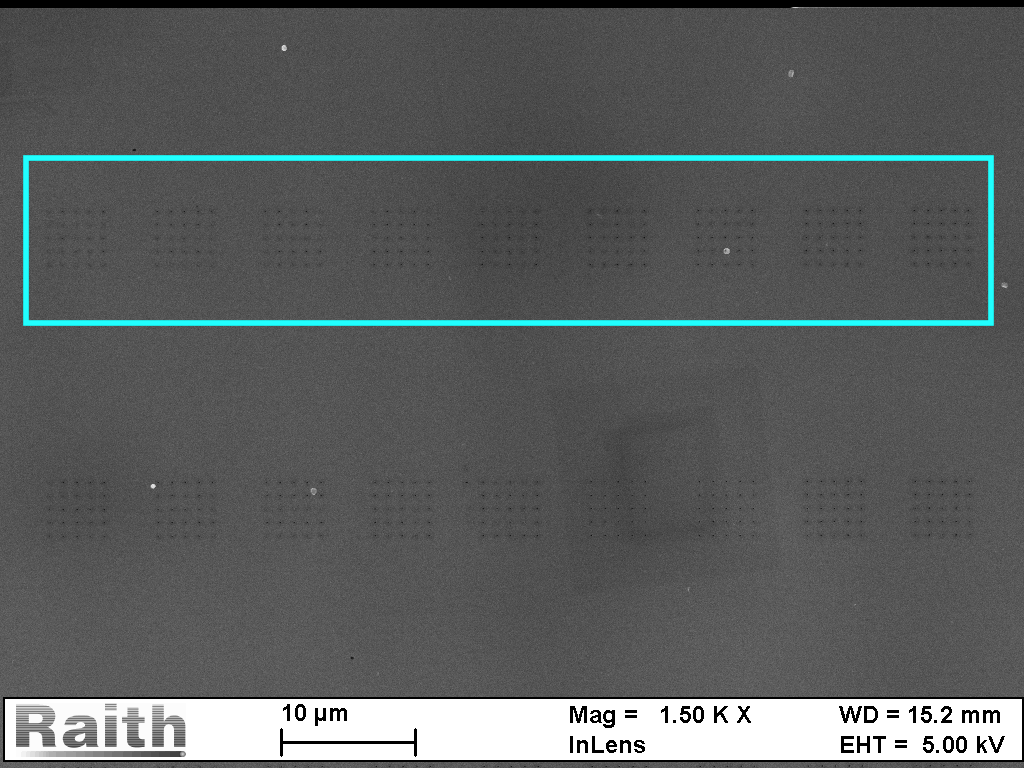 Raith
10 µm
Mag = 1.50 K X
WD = 15.2 mm
InLens
EHT = 5.00 kV